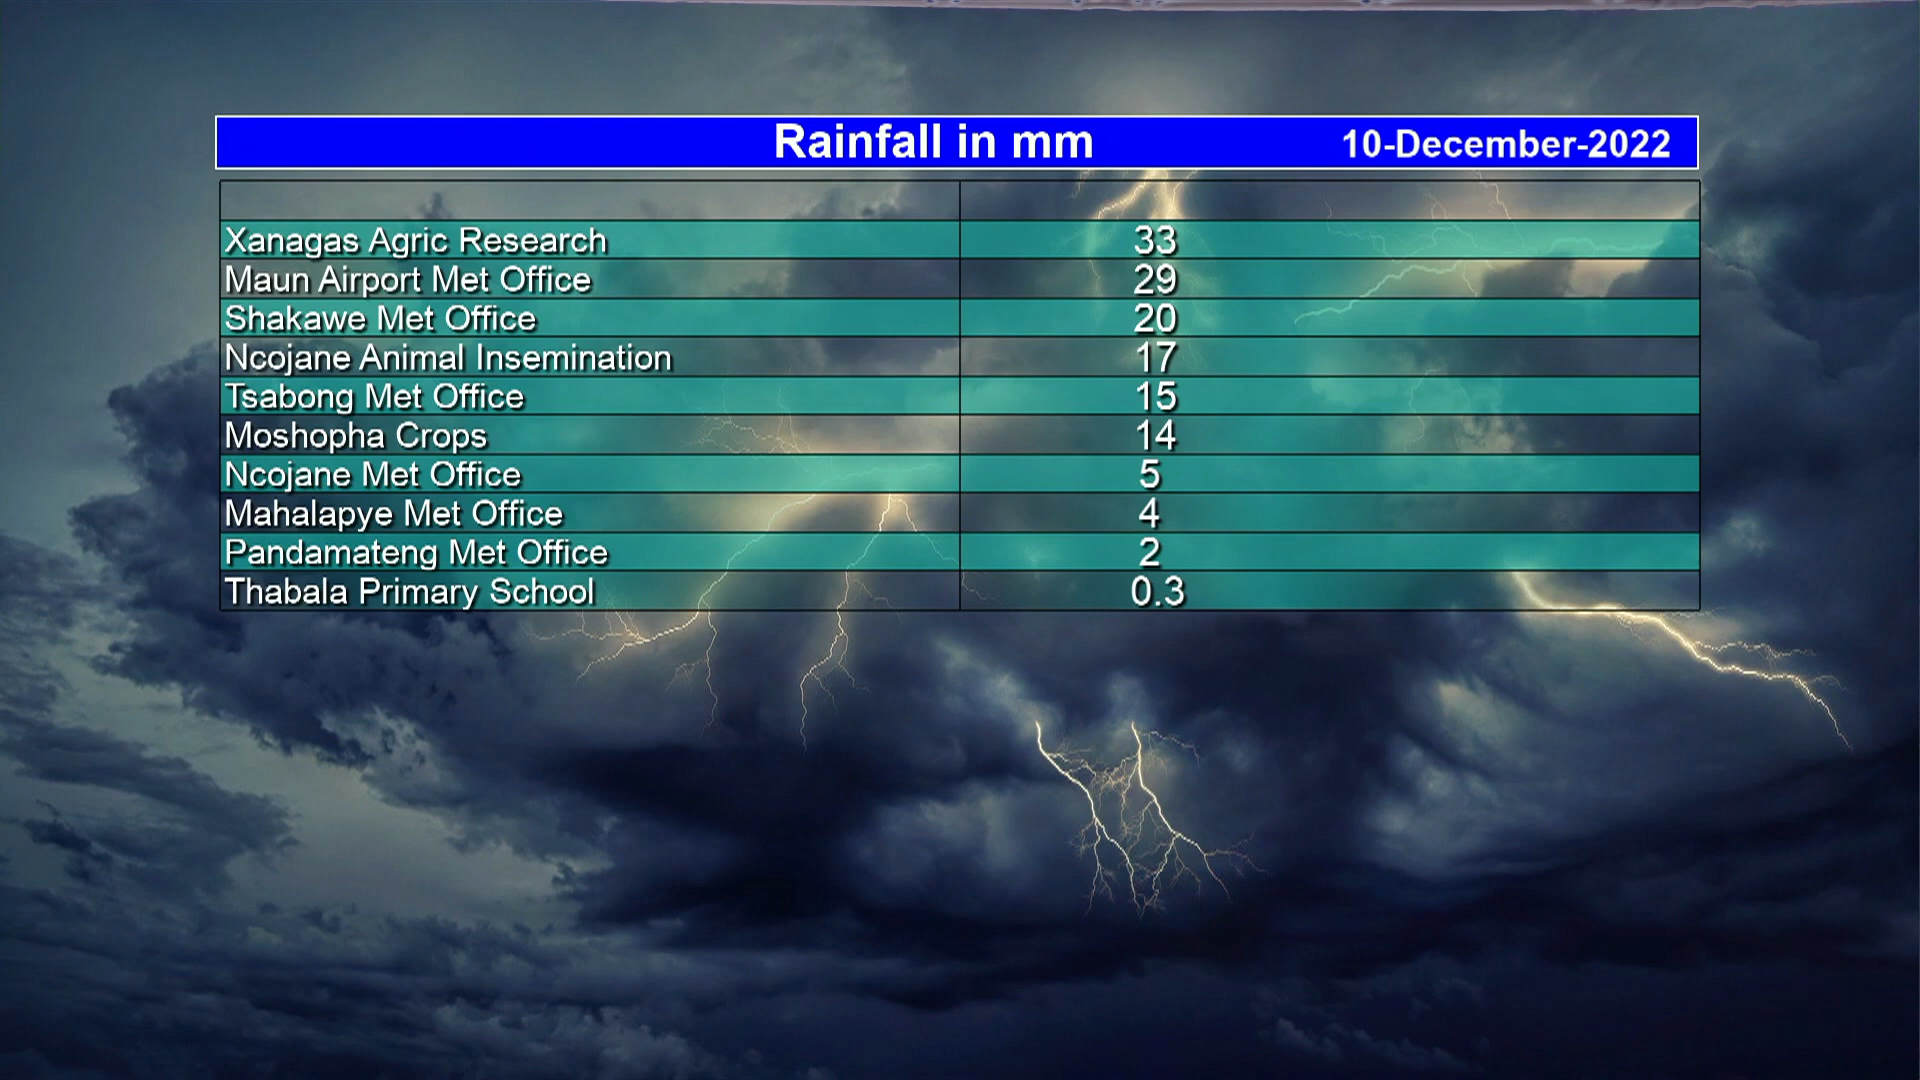 Rainfall in mm 10-December-2022
Xanagas Agric Research 33
Maun Airport Met Office 29
Shakawe Met Office 20
Ncojane Animal Insemination 17
Tsabong Met Office 15
Moshopha Crops 14
Ncojane Met Office 5
Mahalapye Met Office 4
Pandamateng Met Office 2
Thabala Primary School 0.3